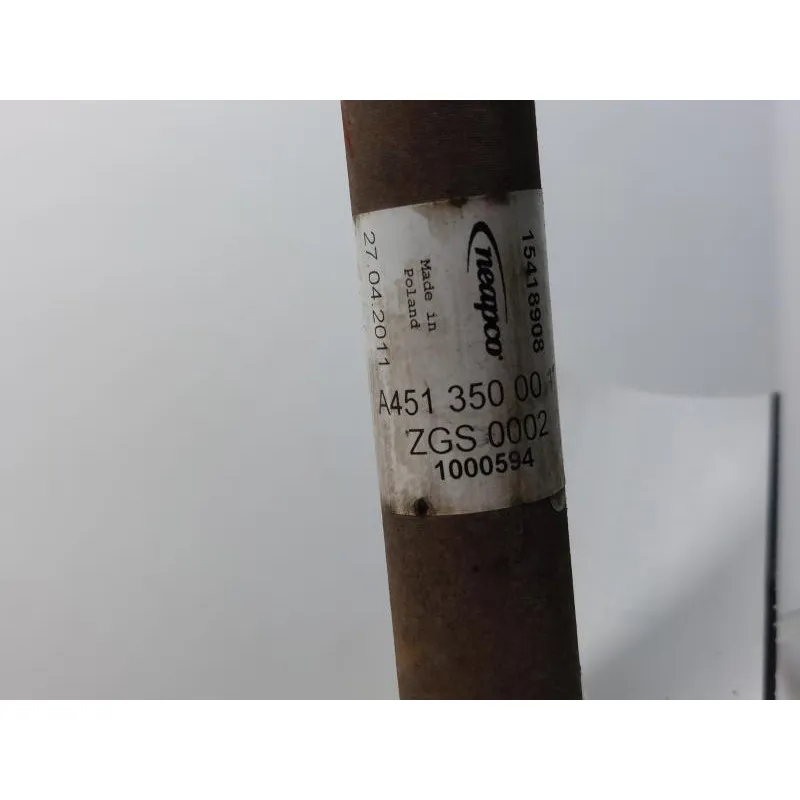 15418908
neapco
Made in
Poland
27.04.2011
A451 350 00
ZGS 0002
1000594